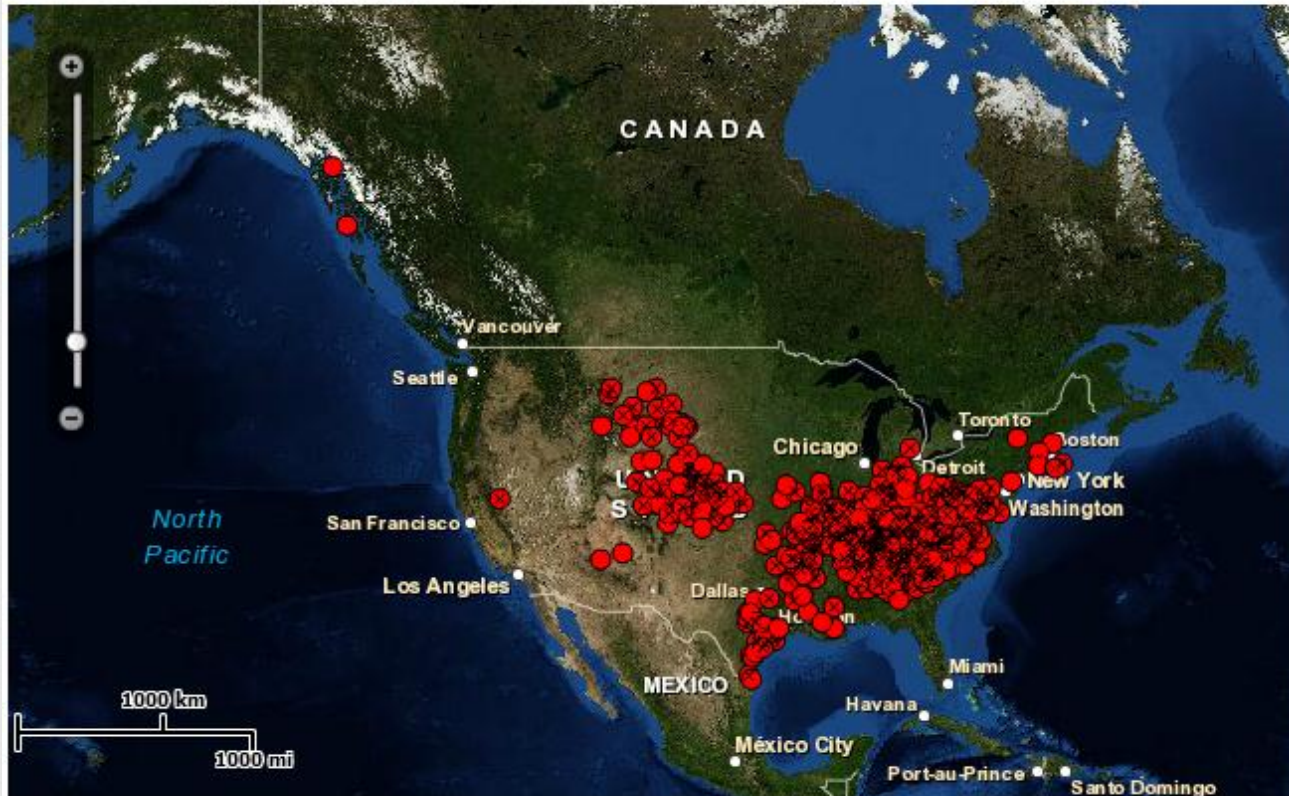 CANADA
Vancouver
Seattle
Toronto
Boston
Chicago
Detroit
New York
Washington
San Francisco
North
Pacific
Los Angeles
Dallas
Miami
MEXICO
1000 km
Havana
1000 mi
México City
Port-au-Prince
Santo Domingo